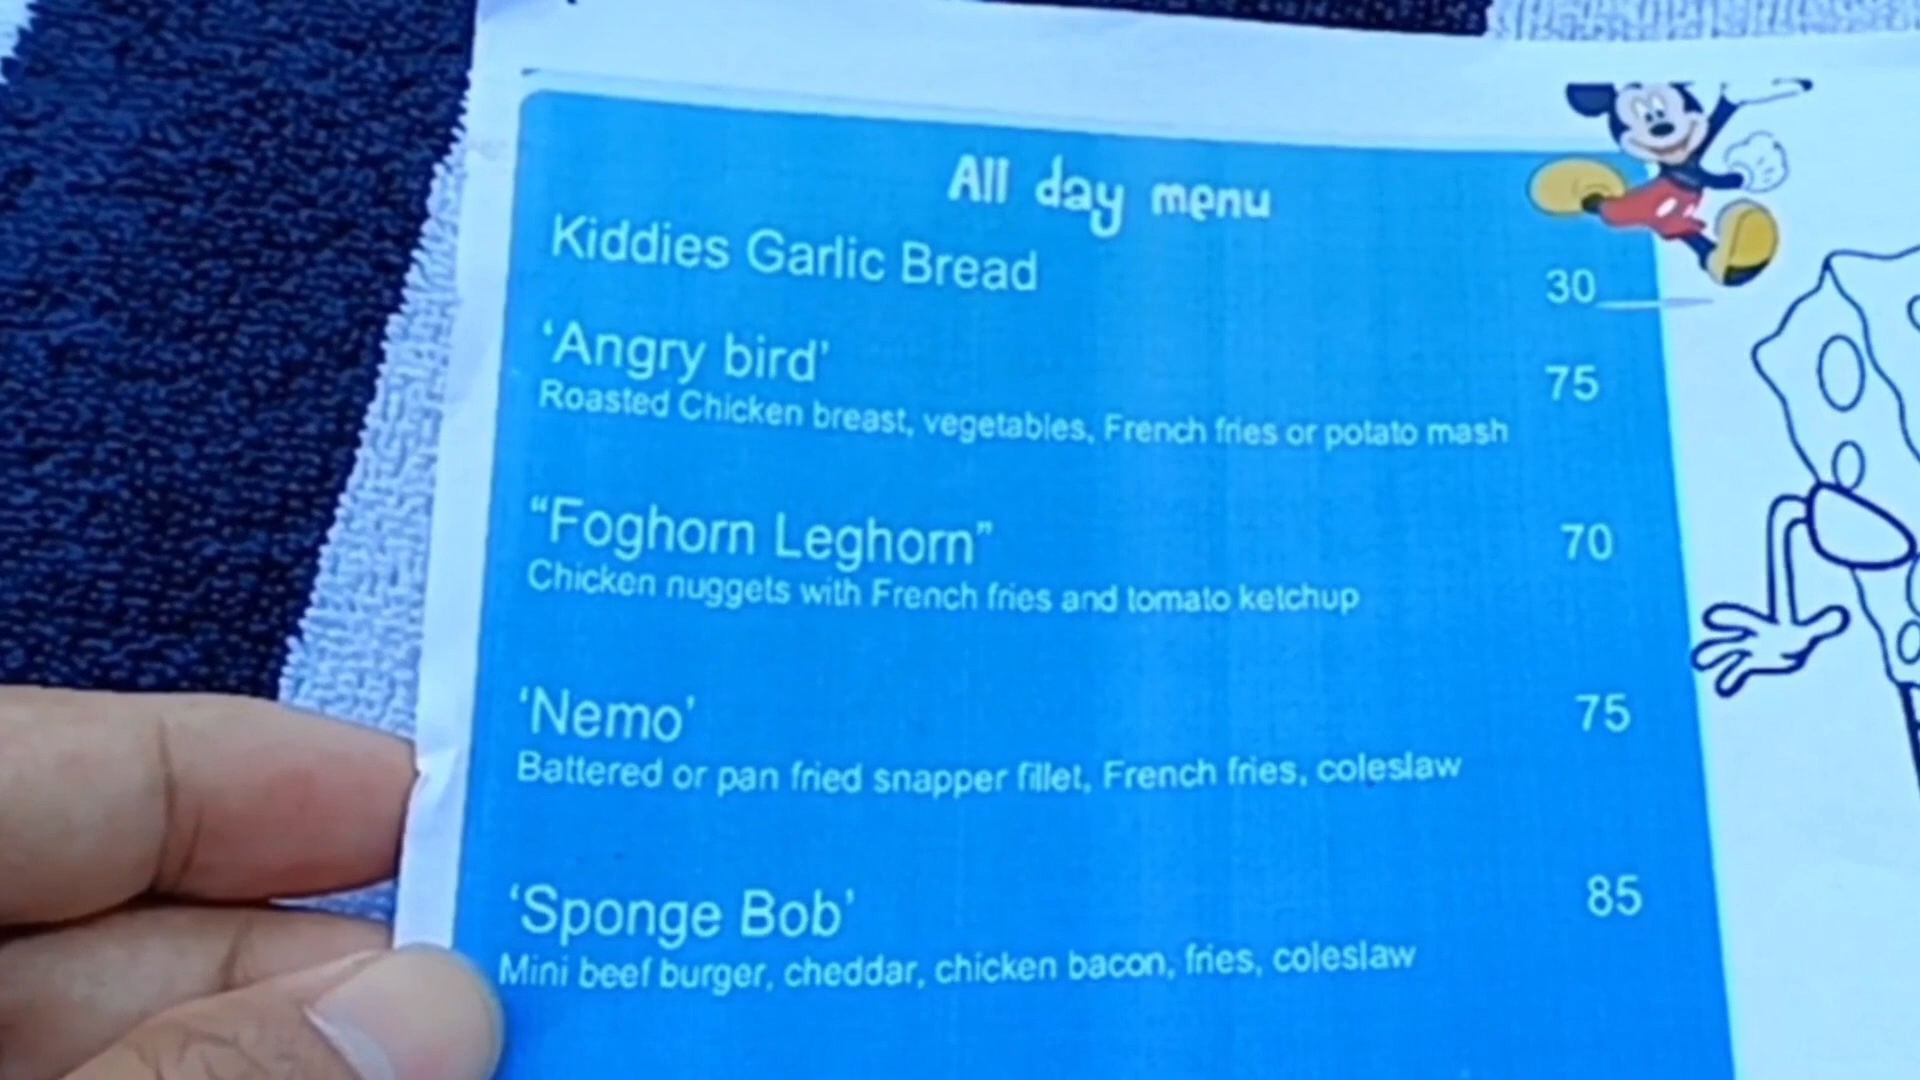 All day menu
Kiddies Garlic Bread 30
‘Angry bird’ 75
Roasted Chicken breast, vegetables, French fries or potato mash
“Foghorn Leghorn” 70
Chicken nuggets with French fries and tomato ketchup
‘Nemo’ 75
Battered or pan fried snapper fillet, French fries, coleslaw
‘Sponge Bob’ 85
Mini beef burger, cheddar, chicken bacon, fries, coleslaw